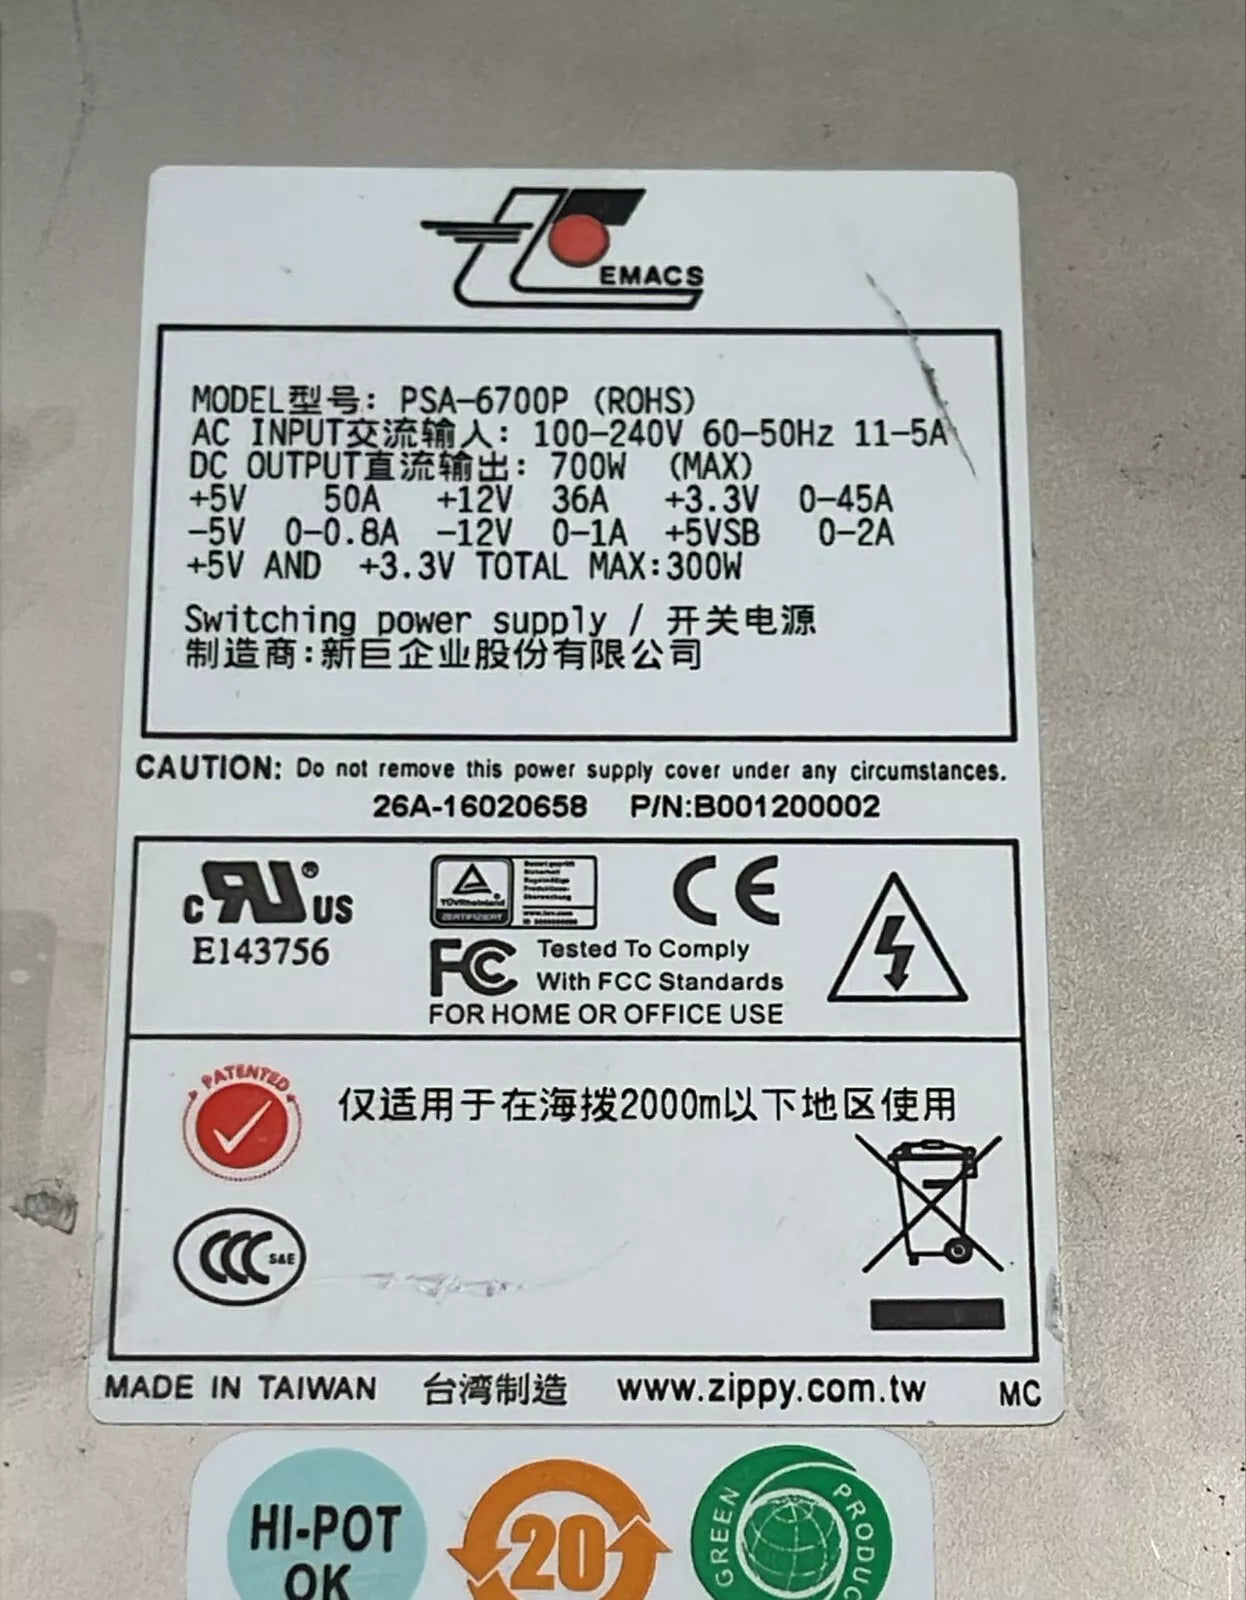 EMACS
MODEL型号: PSA-6700P (ROHS)
AC INPUT交流输入: 100-240V 60-50Hz 11-5A
DC OUTPUT直流输出: 700W (MAX)
+5V 50A +12V 36A +3.3V 0-45A
-5V 0-0.8A -12V 0-1A +5VSB 0-2A
+5V AND +3.3V TOTAL MAX:300W
Switching power supply / 开关电源
制造商:新巨企业股份有限公司
CAUTION: Do not remove this power supply cover under any circumstances.
26A-16020658 P/N:B001200002
c RU ® US
E143756
TÜVRheinland
ZERTIFIZIERT
CE
FC Tested To Comply
With FCC Standards
FOR HOME OR OFFICE USE
PATENTED
仅适用于在海拨2000m以下地区使用
CCC S&E
MADE IN TAIWAN 台湾制造 www.zippy.com.tw MC
HI-POT
OK
20
GREEN PRODUC